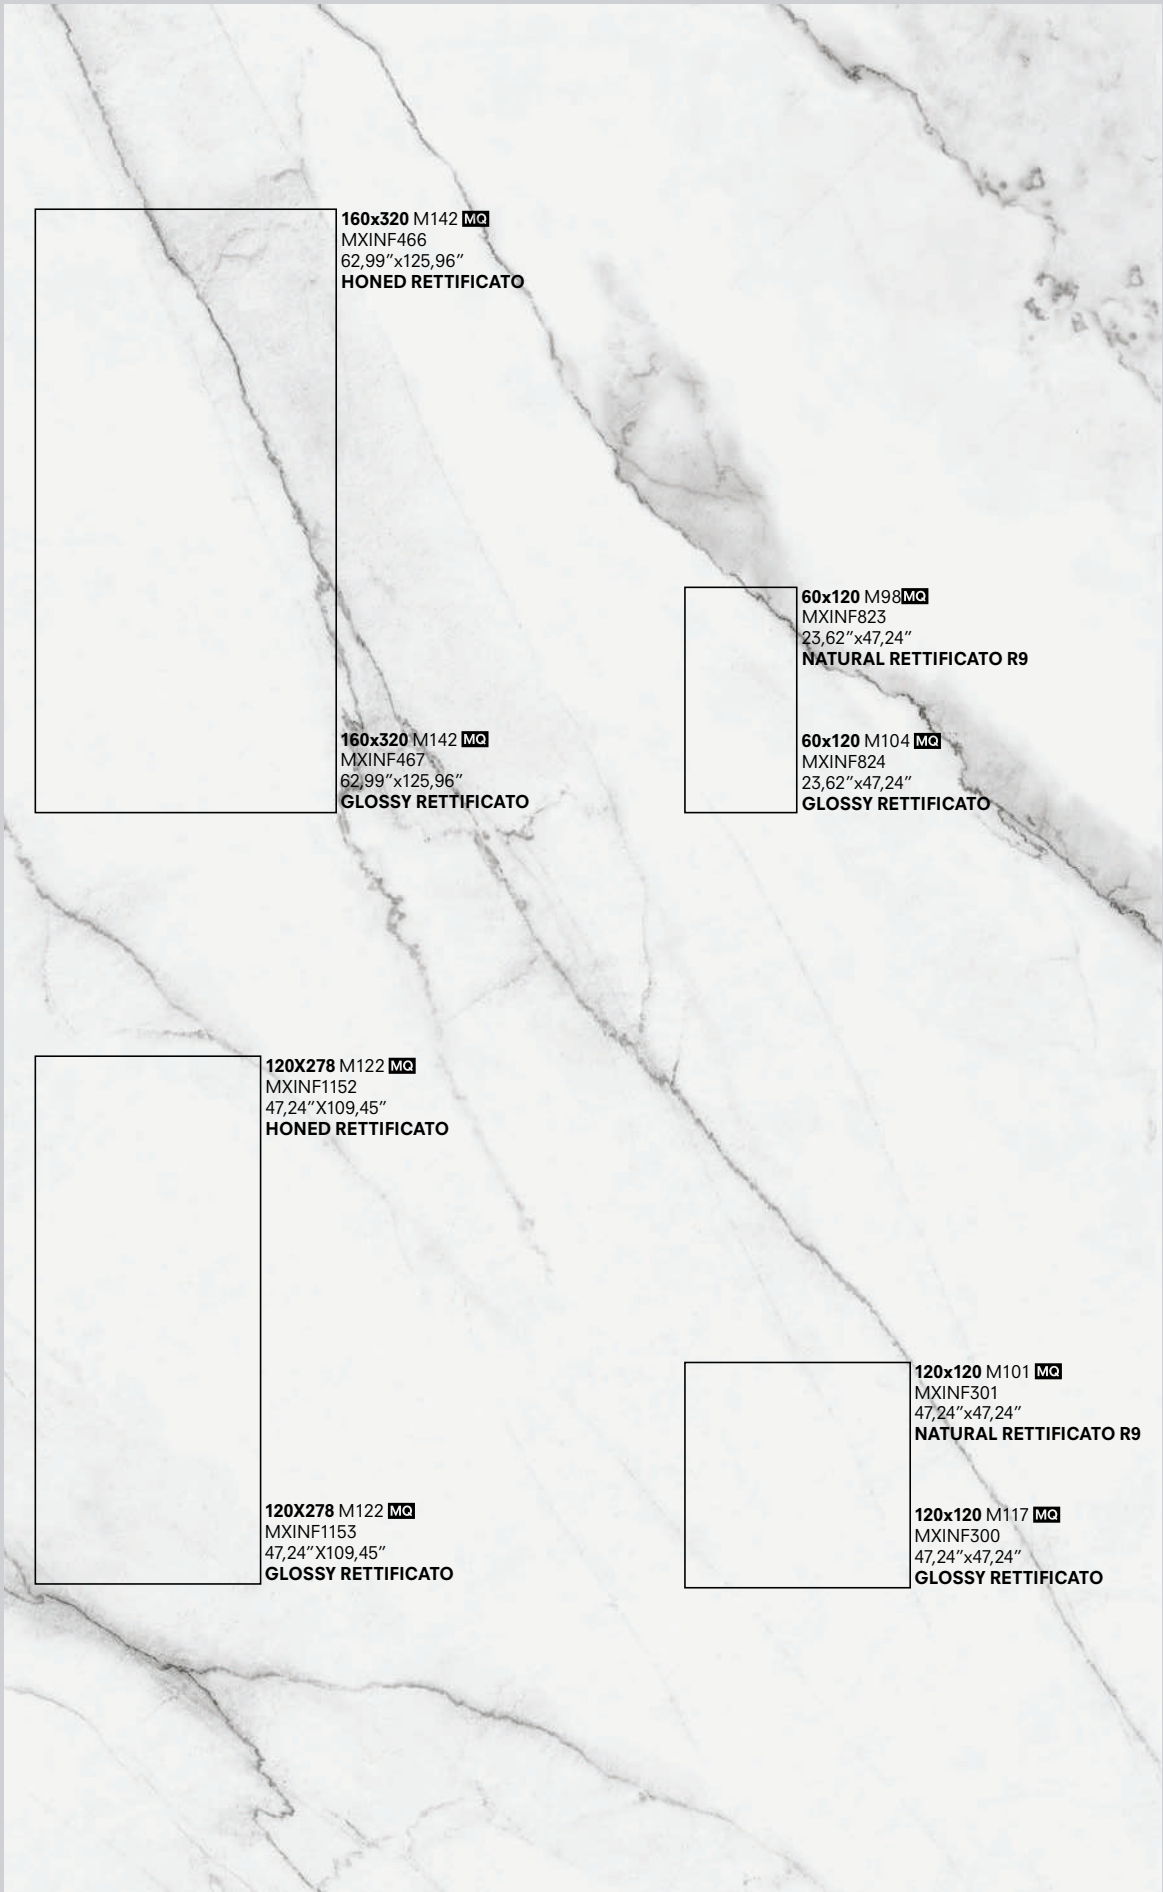 160x320 M142 MQ
MXINF466
62,99”x125,96”
HONED RETTIFICATO
160x320 M142 MQ
MXINF467
62,99”x125,96”
GLOSSY RETTIFICATO
60x120 M98 MQ
MXINF823
23,62”x47,24”
NATURAL RETTIFICATO R9
60x120 M104 MQ
MXINF824
23,62”x47,24”
GLOSSY RETTIFICATO
120X278 M122 MQ
MXINF1152
47,24”X109,45”
HONED RETTIFICATO
120X278 M122 MQ
MXINF1153
47,24”X109,45”
GLOSSY RETTIFICATO
120x120 M101 MQ
MXINF301
47,24”x47,24”
NATURAL RETTIFICATO R9
120x120 M117 MQ
MXINF300
47,24”x47,24”
GLOSSY RETTIFICATO